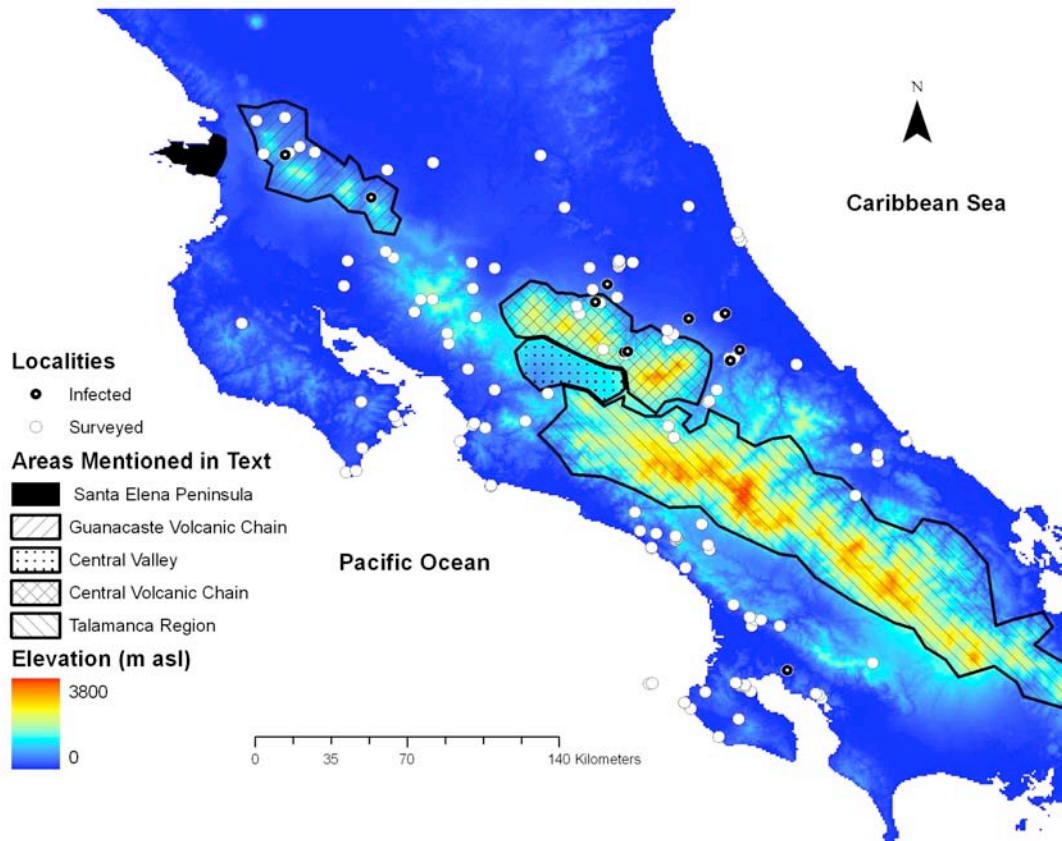 N
Caribbean Sea
Localities
Infected
Surveyed
Areas Mentioned in Text
Santa Elena Peninsula
Guanacaste Volcanic Chain
Central Valley
Central Volcanic Chain
Talamanca Region
Elevation (m asl)
3800
0
Pacific Ocean
0 35 70 140 Kilometers